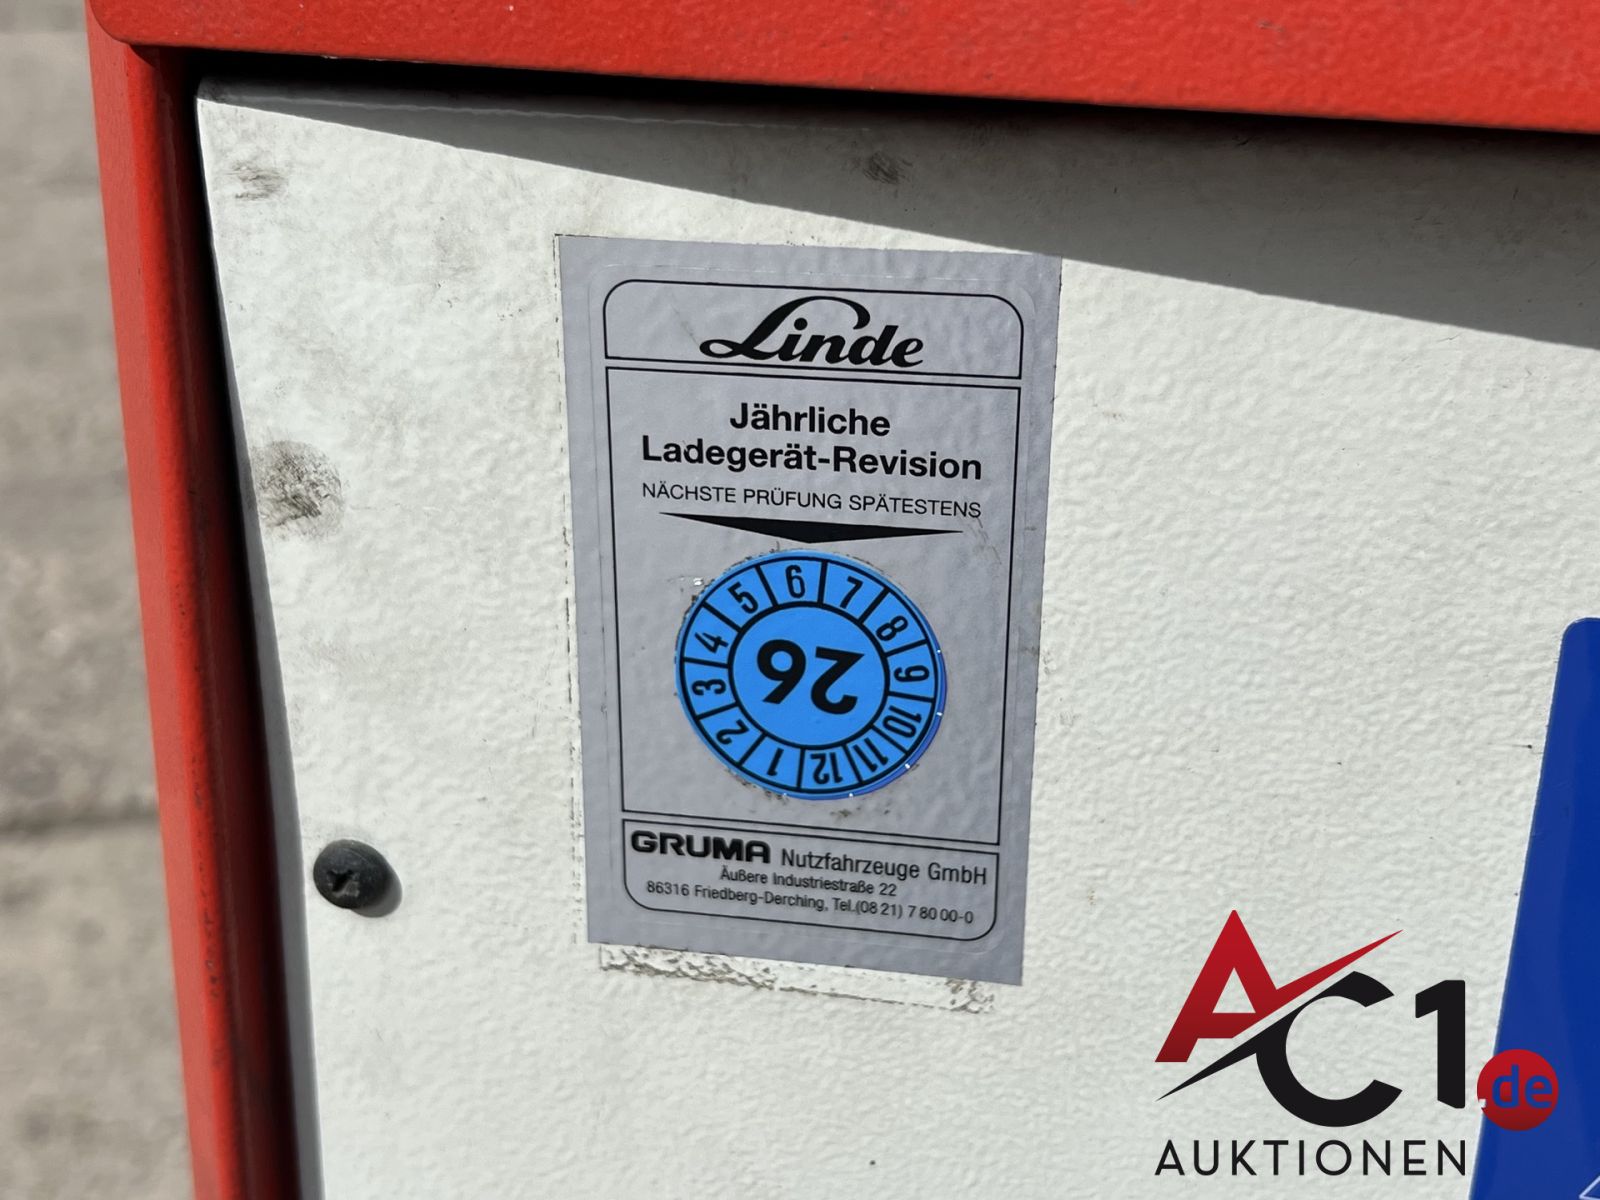 Linde
Jährliche
Ladegerät-Revision
NÄCHSTE PRÜFUNG SPÄTESTENS
1 2 3 4 5 6 7 8 9 10 11 12
26
GRUMA Nutzfahrzeuge GmbH
Äußere Industriestraße 22
86316 Friedberg-Derching, Tel.(08 21) 7 80 00-0
AC1.de
AUKTIONEN